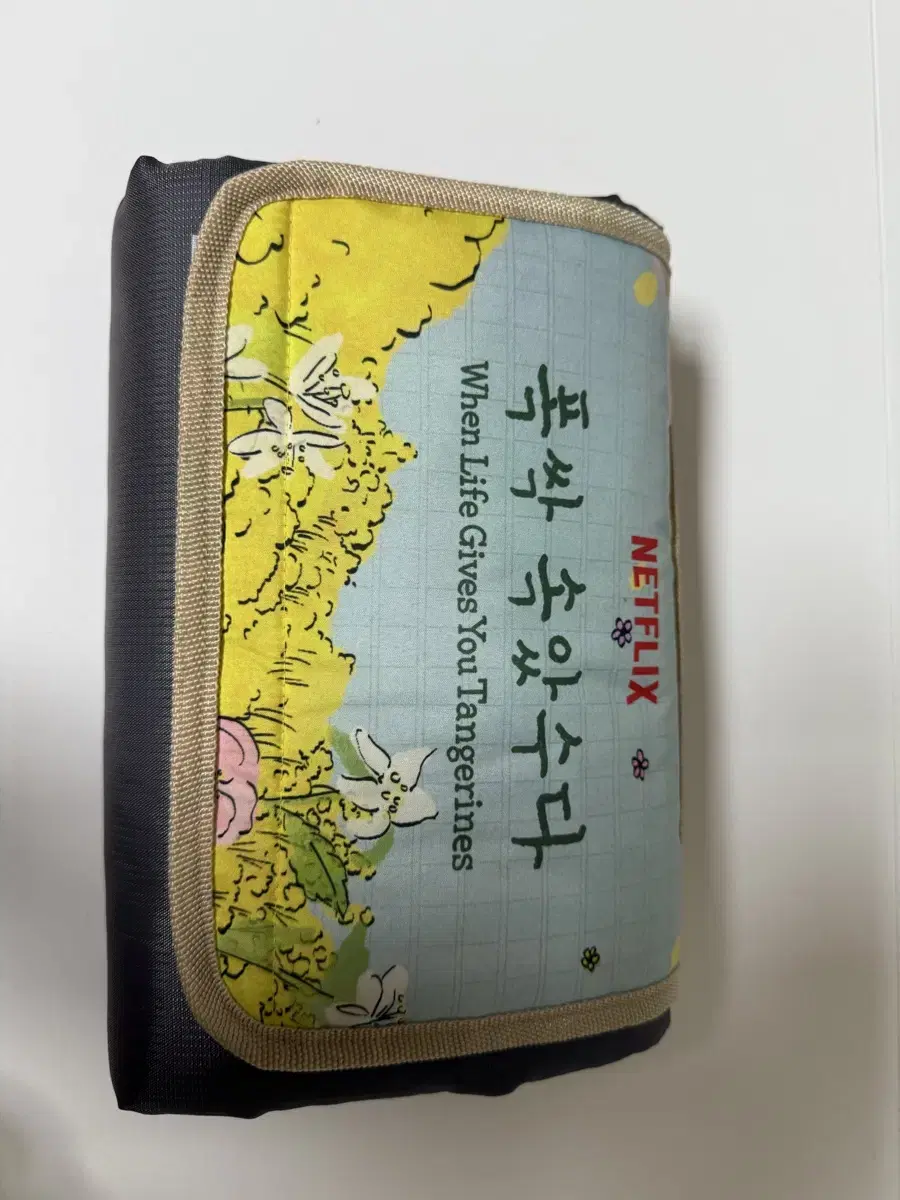 NETFLIX
폭싹 속았수다
When Life Gives You Tangerines